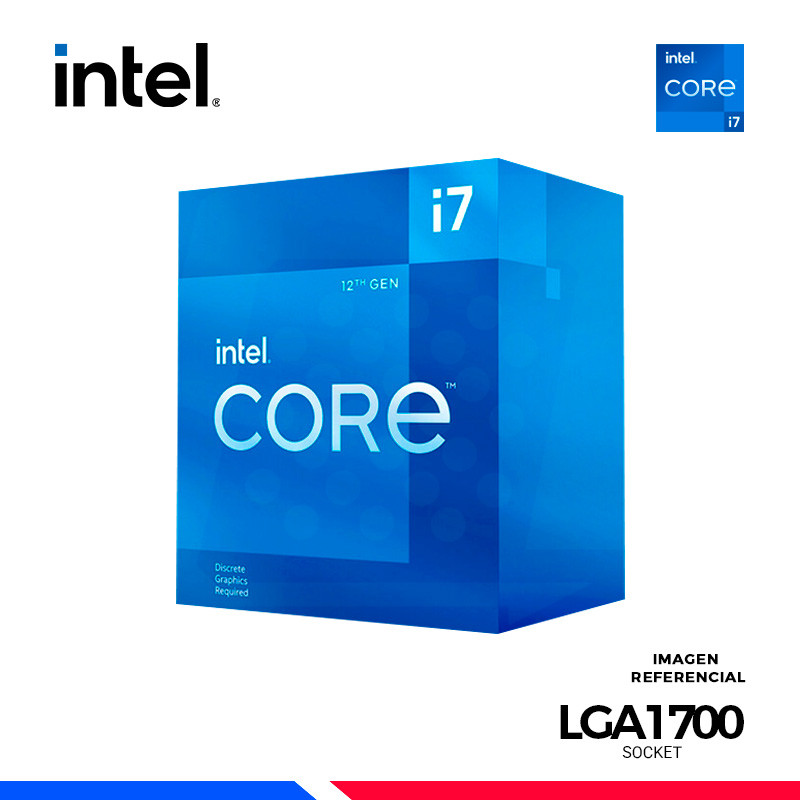 intel®
intel
CORE
i7
i7
12TH GEN
intel
CORE™
Discrete
Graphics
Required
IMAGEN
REFERENCIAL
LGA1700
SOCKET